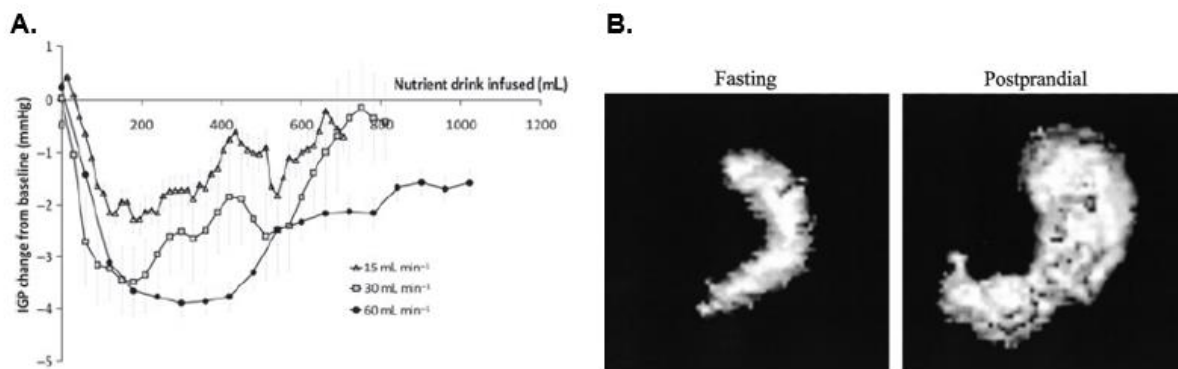 A.
B.
1
Nutrient drink infused (mL)
0
200
400
600
800
1000
1200
-1
-2
-3
-4
-5
IGP change from baseline (mmHg)
15 mL min⁻¹
30 mL min⁻¹
60 mL min⁻¹
Fasting
Postprandial